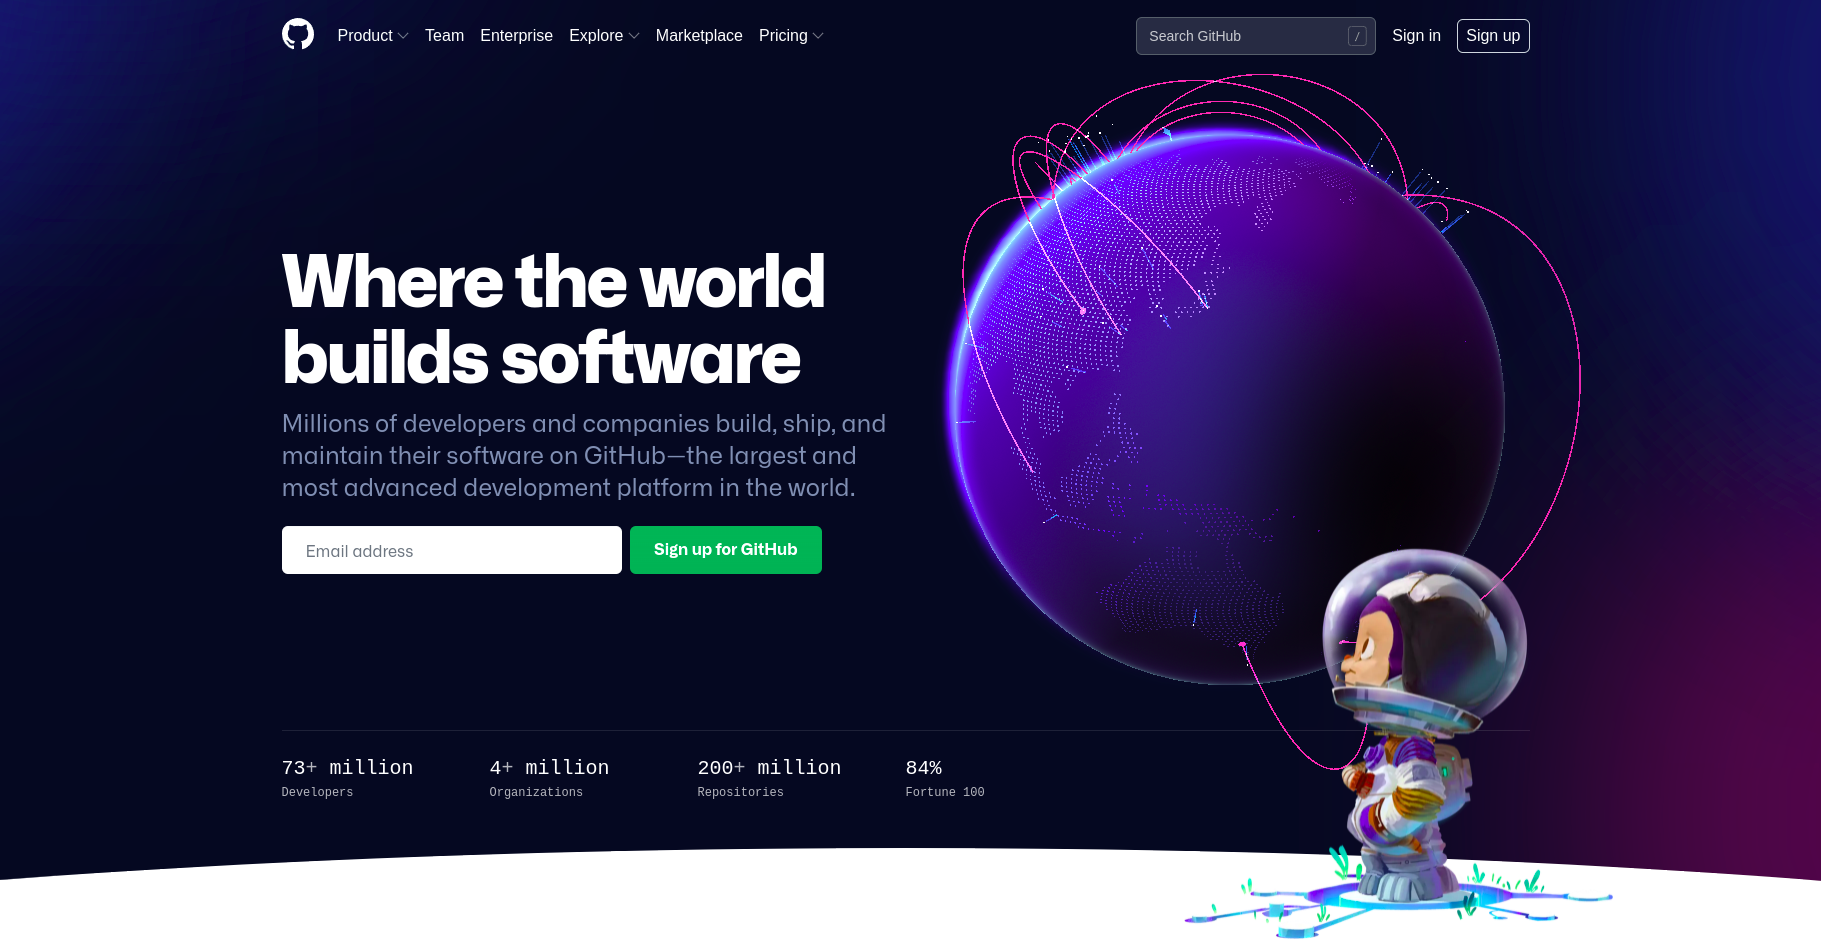 Product Team Enterprise Explore Marketplace Pricing Search GitHub / Sign in Sign up
Where the world
builds software
Millions of developers and companies build, ship, and
maintain their software on GitHub—the largest and
most advanced development platform in the world.
Email address Sign up for GitHub
73+ million 4+ million 200+ million 84%
Developers Organizations Repositories Fortune 100